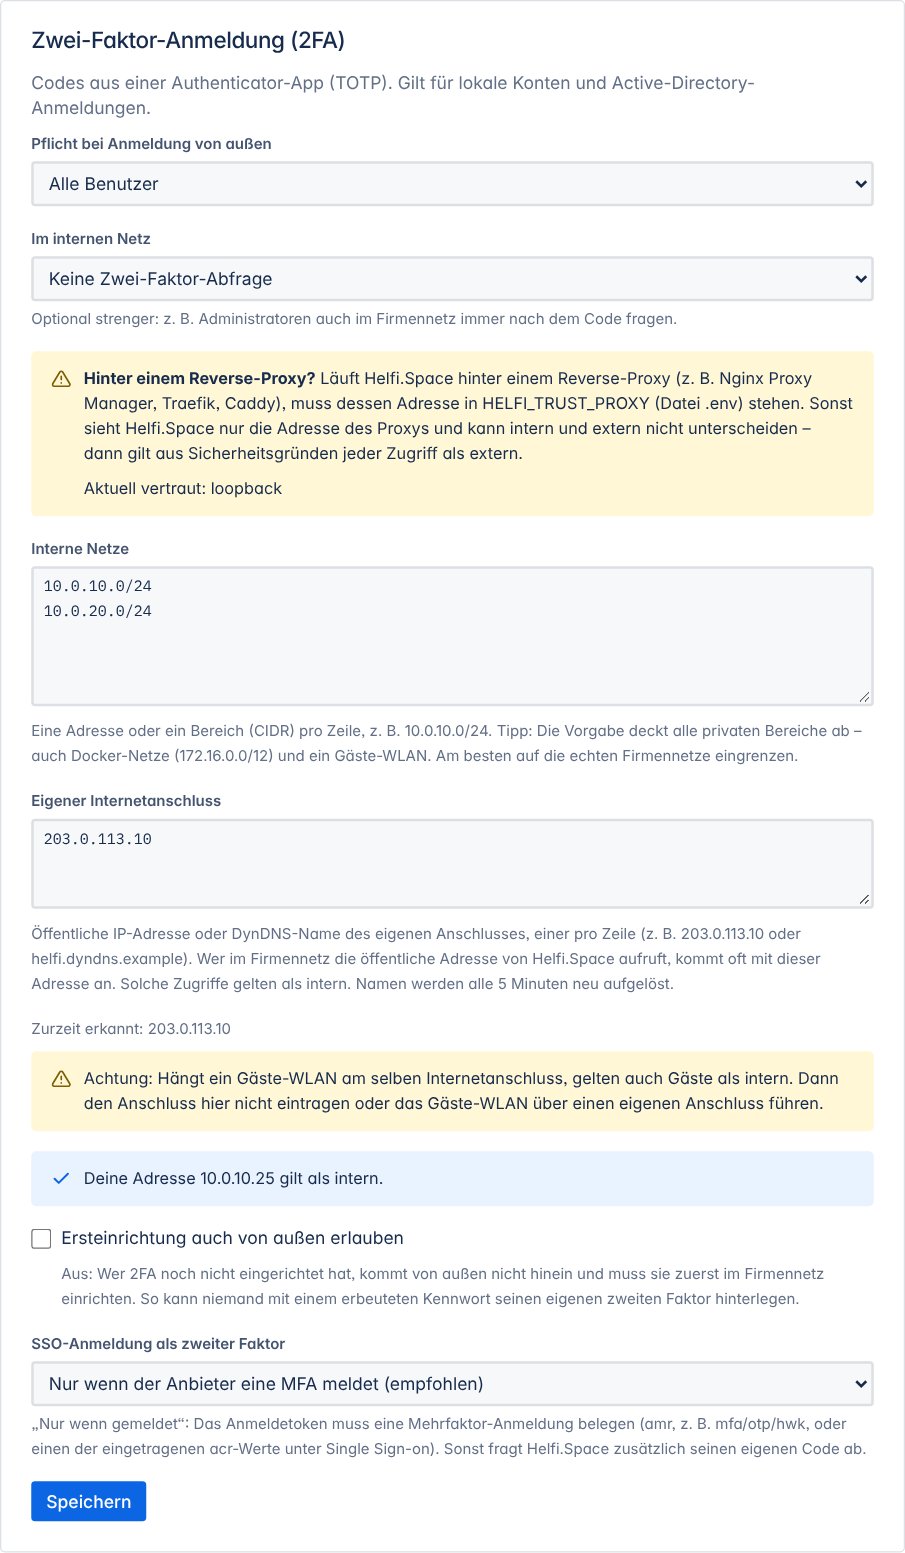 Zwei-Faktor-Anmeldung (2FA)
Codes aus einer Authenticator-App (TOTP). Gilt für lokale Konten und Active-Directory-
Anmeldungen.
Pflicht bei Anmeldung von außen
Alle Benutzer
Im internen Netz
Keine Zwei-Faktor-Abfrage
Optional strenger: z. B. Administratoren auch im Firmennetz immer nach dem Code fragen.
Hinter einem Reverse-Proxy? Läuft Helfi.Space hinter einem Reverse-Proxy (z. B. Nginx Proxy
Manager, Traefik, Caddy), muss dessen Adresse in HELFI_TRUST_PROXY (Datei .env) stehen. Sonst
sieht Helfi.Space nur die Adresse des Proxys und kann intern und extern nicht unterscheiden –
dann gilt aus Sicherheitsgründen jeder Zugriff als extern.
Aktuell vertraut: loopback
Interne Netze
10.0.10.0/24
10.0.20.0/24
Eine Adresse oder ein Bereich (CIDR) pro Zeile, z. B. 10.0.10.0/24. Tipp: Die Vorgabe deckt alle privaten Bereiche ab –
auch Docker-Netze (172.16.0.0/12) und ein Gäste-WLAN. Am besten auf die echten Firmennetze eingrenzen.
Eigener Internetanschluss
203.0.113.10
Öffentliche IP-Adresse oder DynDNS-Name des eigenen Anschlusses, einer pro Zeile (z. B. 203.0.113.10 oder
helfi.dyndns.example). Wer im Firmennetz die öffentliche Adresse von Helfi.Space aufruft, kommt oft mit dieser
Adresse an. Solche Zugriffe gelten als intern. Namen werden alle 5 Minuten neu aufgelöst.
Zurzeit erkannt: 203.0.113.10
Achtung: Hängt ein Gäste-WLAN am selben Internetanschluss, gelten auch Gäste als intern. Dann
den Anschluss hier nicht eintragen oder das Gäste-WLAN über einen eigenen Anschluss führen.
Deine Adresse 10.0.10.25 gilt als intern.
Ersteinrichtung auch von außen erlauben
Aus: Wer 2FA noch nicht eingerichtet hat, kommt von außen nicht hinein und muss sie zuerst im Firmennetz
einrichten. So kann niemand mit einem erbeuteten Kennwort seinen eigenen zweiten Faktor hinterlegen.
SSO-Anmeldung als zweiter Faktor
Nur wenn der Anbieter eine MFA meldet (empfohlen)
„Nur wenn gemeldet“: Das Anmeldetoken muss eine Mehrfaktor-Anmeldung belegen (amr, z. B. mfa/otp/hwk, oder
einen der eingetragenen acr-Werte unter Single Sign-on). Sonst fragt Helfi.Space zusätzlich seinen eigenen Code ab.
Speichern